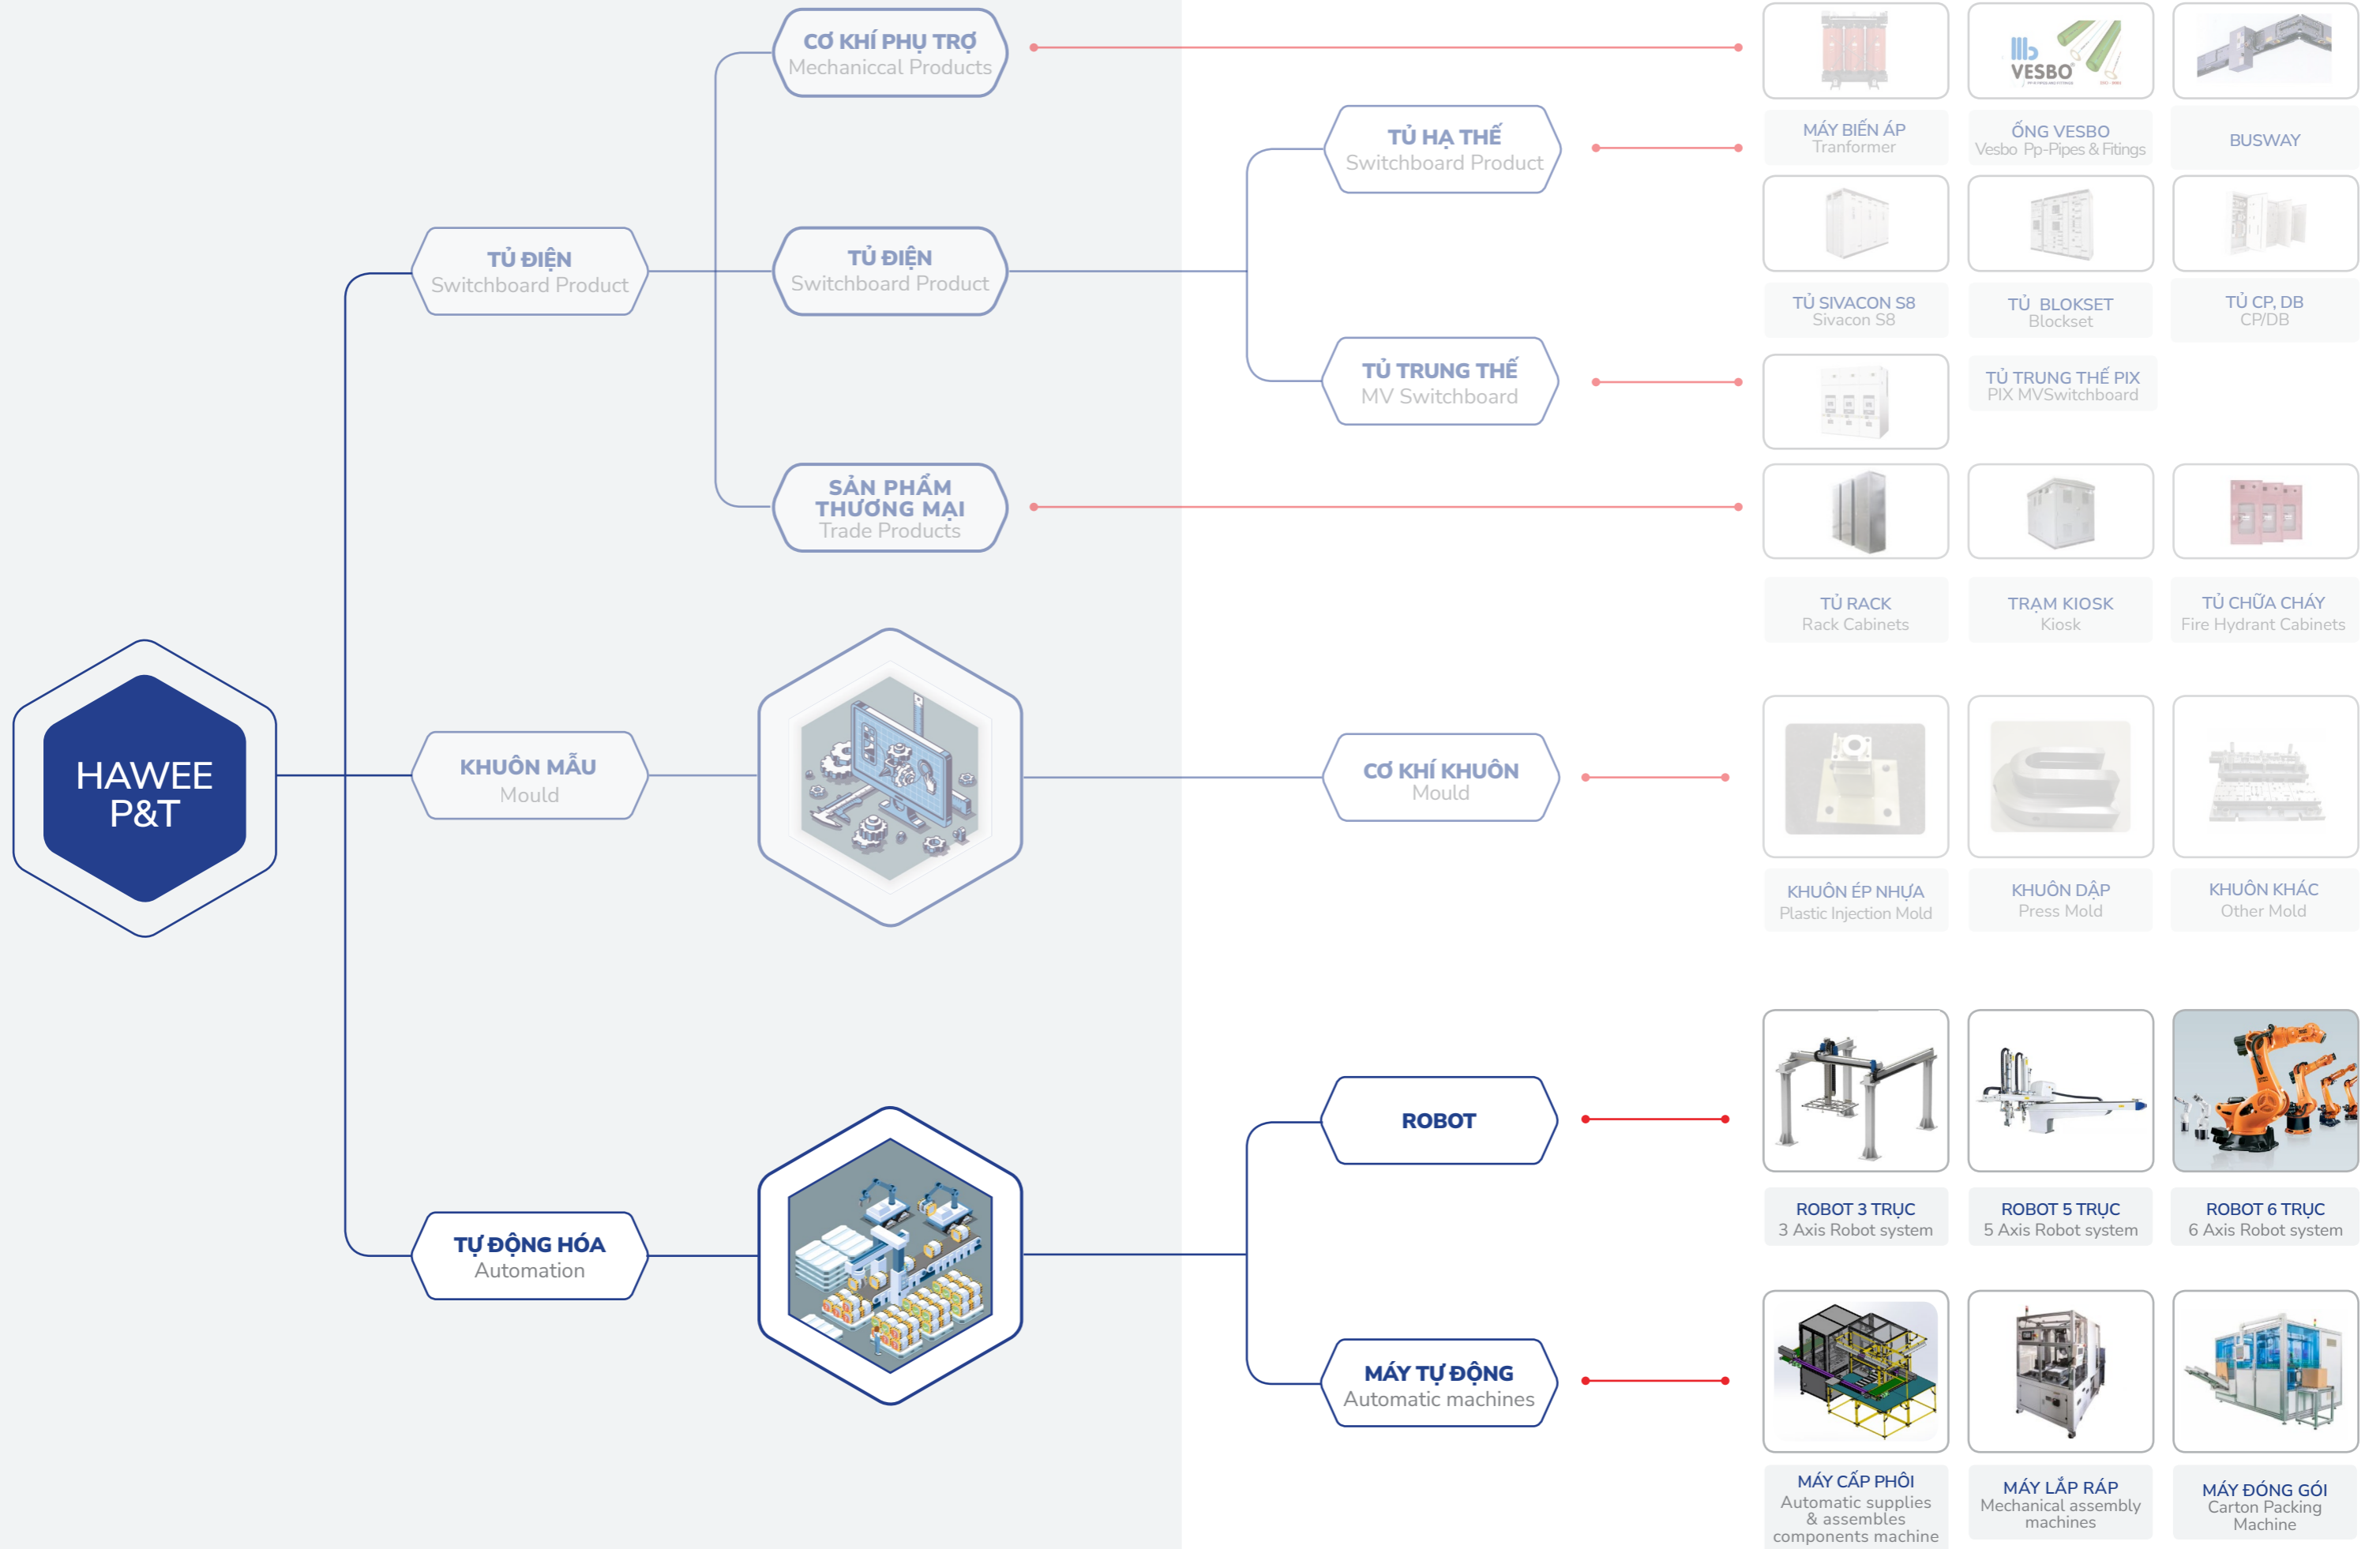 CƠ KHÍ PHỤ TRỢ
Mechaniccal Products
VESBO
MÁY BIẾN ÁP
Tranformer
ỐNG VESBO
Vesbo Pp-Pipes & Fitings
BUSWAY
TỦ HẠ THẾ
Switchboard Product
TỦ ĐIỆN
Switchboard Product
TỦ ĐIỆN
Switchboard Product
TỦ SIVACON S8
Sivacon S8
TỦ BLOKSET
Blockset
TỦ CP, DB
CP/DB
TỦ TRUNG THẾ
MV Switchboard
TỦ TRUNG THẾ PIX
PIX MVSwitchboard
SẢN PHẨM
THƯƠNG MẠI
Trade Products
TỦ RACK
Rack Cabinets
TRẠM KIOSK
Kiosk
TỦ CHỮA CHÁY
Fire Hydrant Cabinets
HAWEE
P&T
KHUÔN MẪU
Mould
CƠ KHÍ KHUÔN
Mould
KHUÔN ÉP NHỰA
Plastic Injection Mold
KHUÔN DẬP
Press Mold
KHUÔN KHÁC
Other Mold
TỰ ĐỘNG HÓA
Automation
ROBOT
ROBOT 3 TRỤC
3 Axis Robot system
ROBOT 5 TRỤC
5 Axis Robot system
ROBOT 6 TRỤC
6 Axis Robot system
MÁY TỰ ĐỘNG
Automatic machines
MÁY CẤP PHÔI
Automatic supplies
& assembles
components machine
MÁY LẮP RÁP
Mechanical assembly
machines
MÁY ĐÓNG GÓI
Carton Packing
Machine